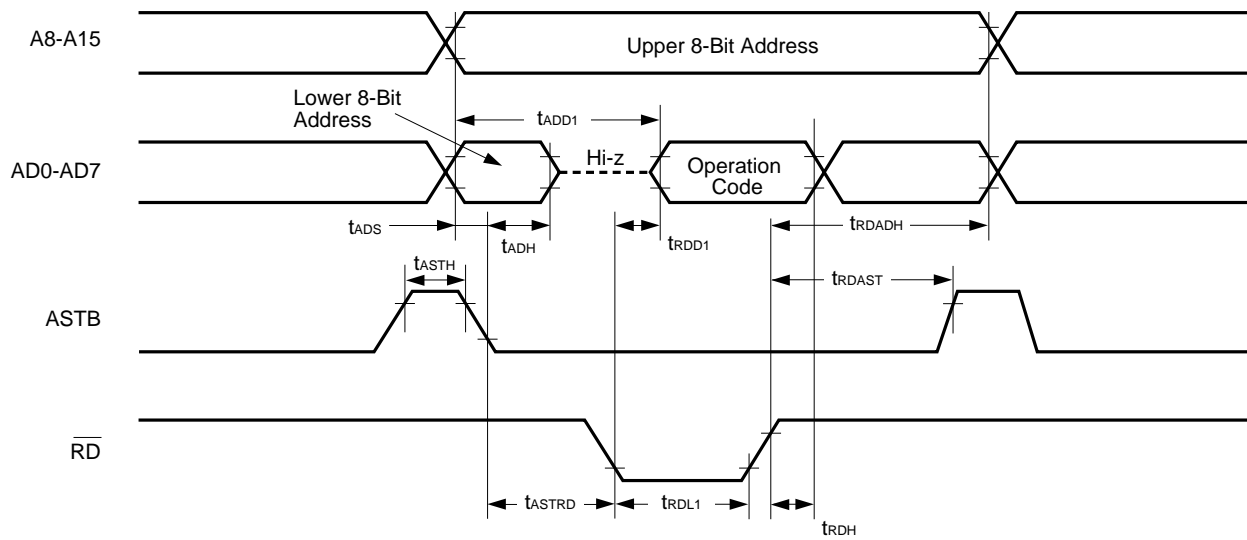 A8-A15
Upper 8-Bit Address
Lower 8-Bit
Address
tADD1
AD0-AD7
Hi-z
Operation
Code
tADS
tADH
tRDD1
tRDADH
tASTH
tRDAST
ASTB
RD
tASTRD
tRDL1
tRDH